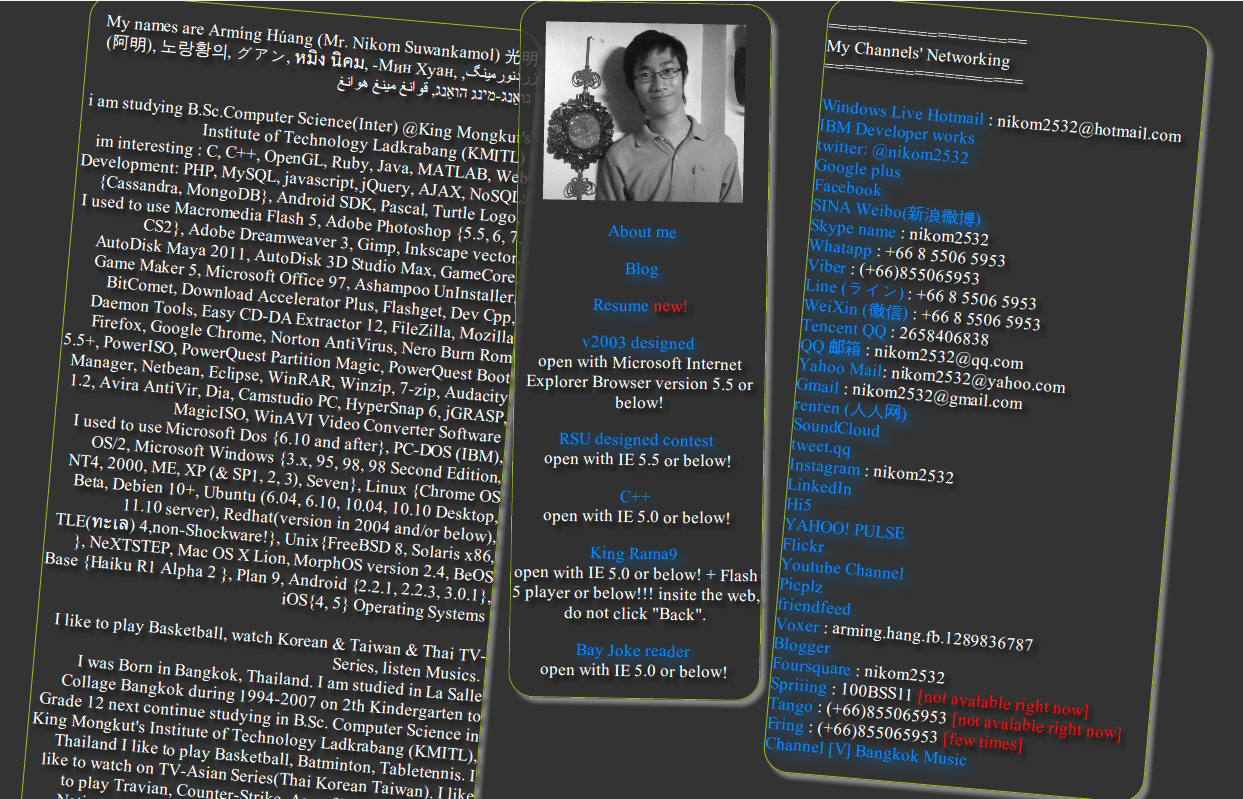 My names are Arming Húang (Mr. Nikom Suwankamol) 光明
(阿明), 노랑황의, グアン, หมิง นิคม, -Мин Хуан,
גואַנג-מינג הואַנג, قوانغ مينغ هوانغ
i am studying B.Sc.Computer Science(Inter) @King Mongkut's
Institute of Technology Ladkrabang (KMITL)
im interesting : C, C++, OpenGL, Ruby, Java, MATLAB, Web
Development: PHP, MySQL, javascript, jQuery, AJAX, NoSQL:
{Cassandra, MongoDB}, Android SDK, Pascal, Turtle Logo
I used to use Macromedia Flash 5, Adobe Photoshop {5.5, 6, 7,
CS2}, Adobe Dreamweaver 3, Gimp, Inkscape vector,
AutoDisk Maya 2011, AutoDisk 3D Studio Max, GameCore,
Game Maker 5, Microsoft Office 97, Ashampoo UnInstaller,
BitComet, Download Accelerator Plus, Flashget, Dev Cpp,
Daemon Tools, Easy CD-DA Extractor 12, FileZilla, Mozilla
Firefox, Google Chrome, Norton AntiVirus, Nero Burn Rom
5.5+, PowerISO, PowerQuest Partition Magic, PowerQuest Boot
Manager, Netbean, Eclipse, WinRAR, Winzip, 7-zip, Audacity
1.2, Avira AntiVir, Dia, Camstudio PC, HyperSnap 6, jGRASP,
MagicISO, WinAVI Video Converter Software
I used to use Microsoft Dos {6.10 and after}, PC-DOS (IBM),
OS/2, Microsoft Windows {3.x, 95, 98, 98 Second Edition,
NT4, 2000, ME, XP (& SP1, 2, 3), Seven}, Linux {Chrome OS
Beta, Debien 10+, Ubuntu (6.04, 6.10, 10.04, 10.10 Desktop,
11.10 server), Redhat(version in 2004 and/or below),
TLE(ทะเล) 4,non-Shockware!}, Unix{FreeBSD 8, Solaris x86,
}, NeXTSTEP, Mac OS X Lion, MorphOS version 2.4, BeOS
Base {Haiku R1 Alpha 2 }, Plan 9, Android {2.2.1, 2.2.3, 3.0.1},
iOS{4, 5} Operating Systems
I like to play Basketball, watch Korean & Taiwan & Thai TV-
Series, listen Musics.
I was Born in Bangkok, Thailand. I am studied in La Salle
Collage Bangkok during 1994-2007 on 2th Kindergarten to
Grade 12 next continue studying in B.Sc. Computer Science in
King Mongkut's Institute of Technology Ladkrabang (KMITL),
Thailand I like to play Basketball, Batminton, Tabletennis. I
like to watch on TV-Asian Series(Thai Korean Taiwan). I like
to play Travian, Counter-Strike,
About me
Blog
Resume new!
v2003 designed
open with Microsoft Internet
Explorer Browser version 5.5 or
below!
RSU designed contest
open with IE 5.5 or below!
C++
open with IE 5.0 or below!
King Rama9
open with IE 5.0 or below! + Flash
5 player or below!!! insite the web,
do not click "Back".
Bay Joke reader
open with IE 5.0 or below!
====================
My Channels' Networking
====================
Windows Live Hotmail : nikom2532@hotmail.com
IBM Developer works
twitter: @nikom2532
Google plus
Facebook
SINA Weibo(新浪微博)
Skype name : nikom2532
Whatapp : +66 8 5506 5953
Viber : (+66)855065953
Line (ライン) : +66 8 5506 5953
WeiXin (微信) : +66 8 5506 5953
Tencent QQ : 2658406838
QQ 邮箱 : nikom2532@qq.com
Yahoo Mail: nikom2532@yahoo.com
Gmail : nikom2532@gmail.com
renren (人人网)
SoundCloud
tweet.qq
Instagram : nikom2532
LinkedIn
Hi5
YAHOO! PULSE
Flickr
Youtube Channel
Picplz
friendfeed
Voxer : arming.hang.fb.1289836787
Blogger
Foursquare : nikom2532
Spriiing : 100BSS11 [not avalable right now]
Tango : (+66)855065953 [not avalable right now]
Fring : (+66)855065953 [few times]
Channel [V] Bangkok Music